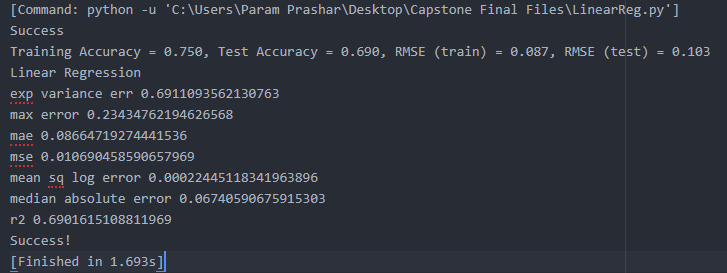 [Command: python -u 'C:\Users\Param Prashar\Desktop\Capstone Final Files\LinearReg.py']
Success
Training Accuracy = 0.750, Test Accuracy = 0.690, RMSE (train) = 0.087, RMSE (test) = 0.103
Linear Regression
exp variance err 0.6911093562130763
max error 0.23434762194626568
mae 0.08664719274441536
mse 0.010690458590657969
mean sq log error 0.00022445118341963896
median absolute error 0.06740590675915303
r2 0.6901615108811969
Success!
[Finished in 1.693s]